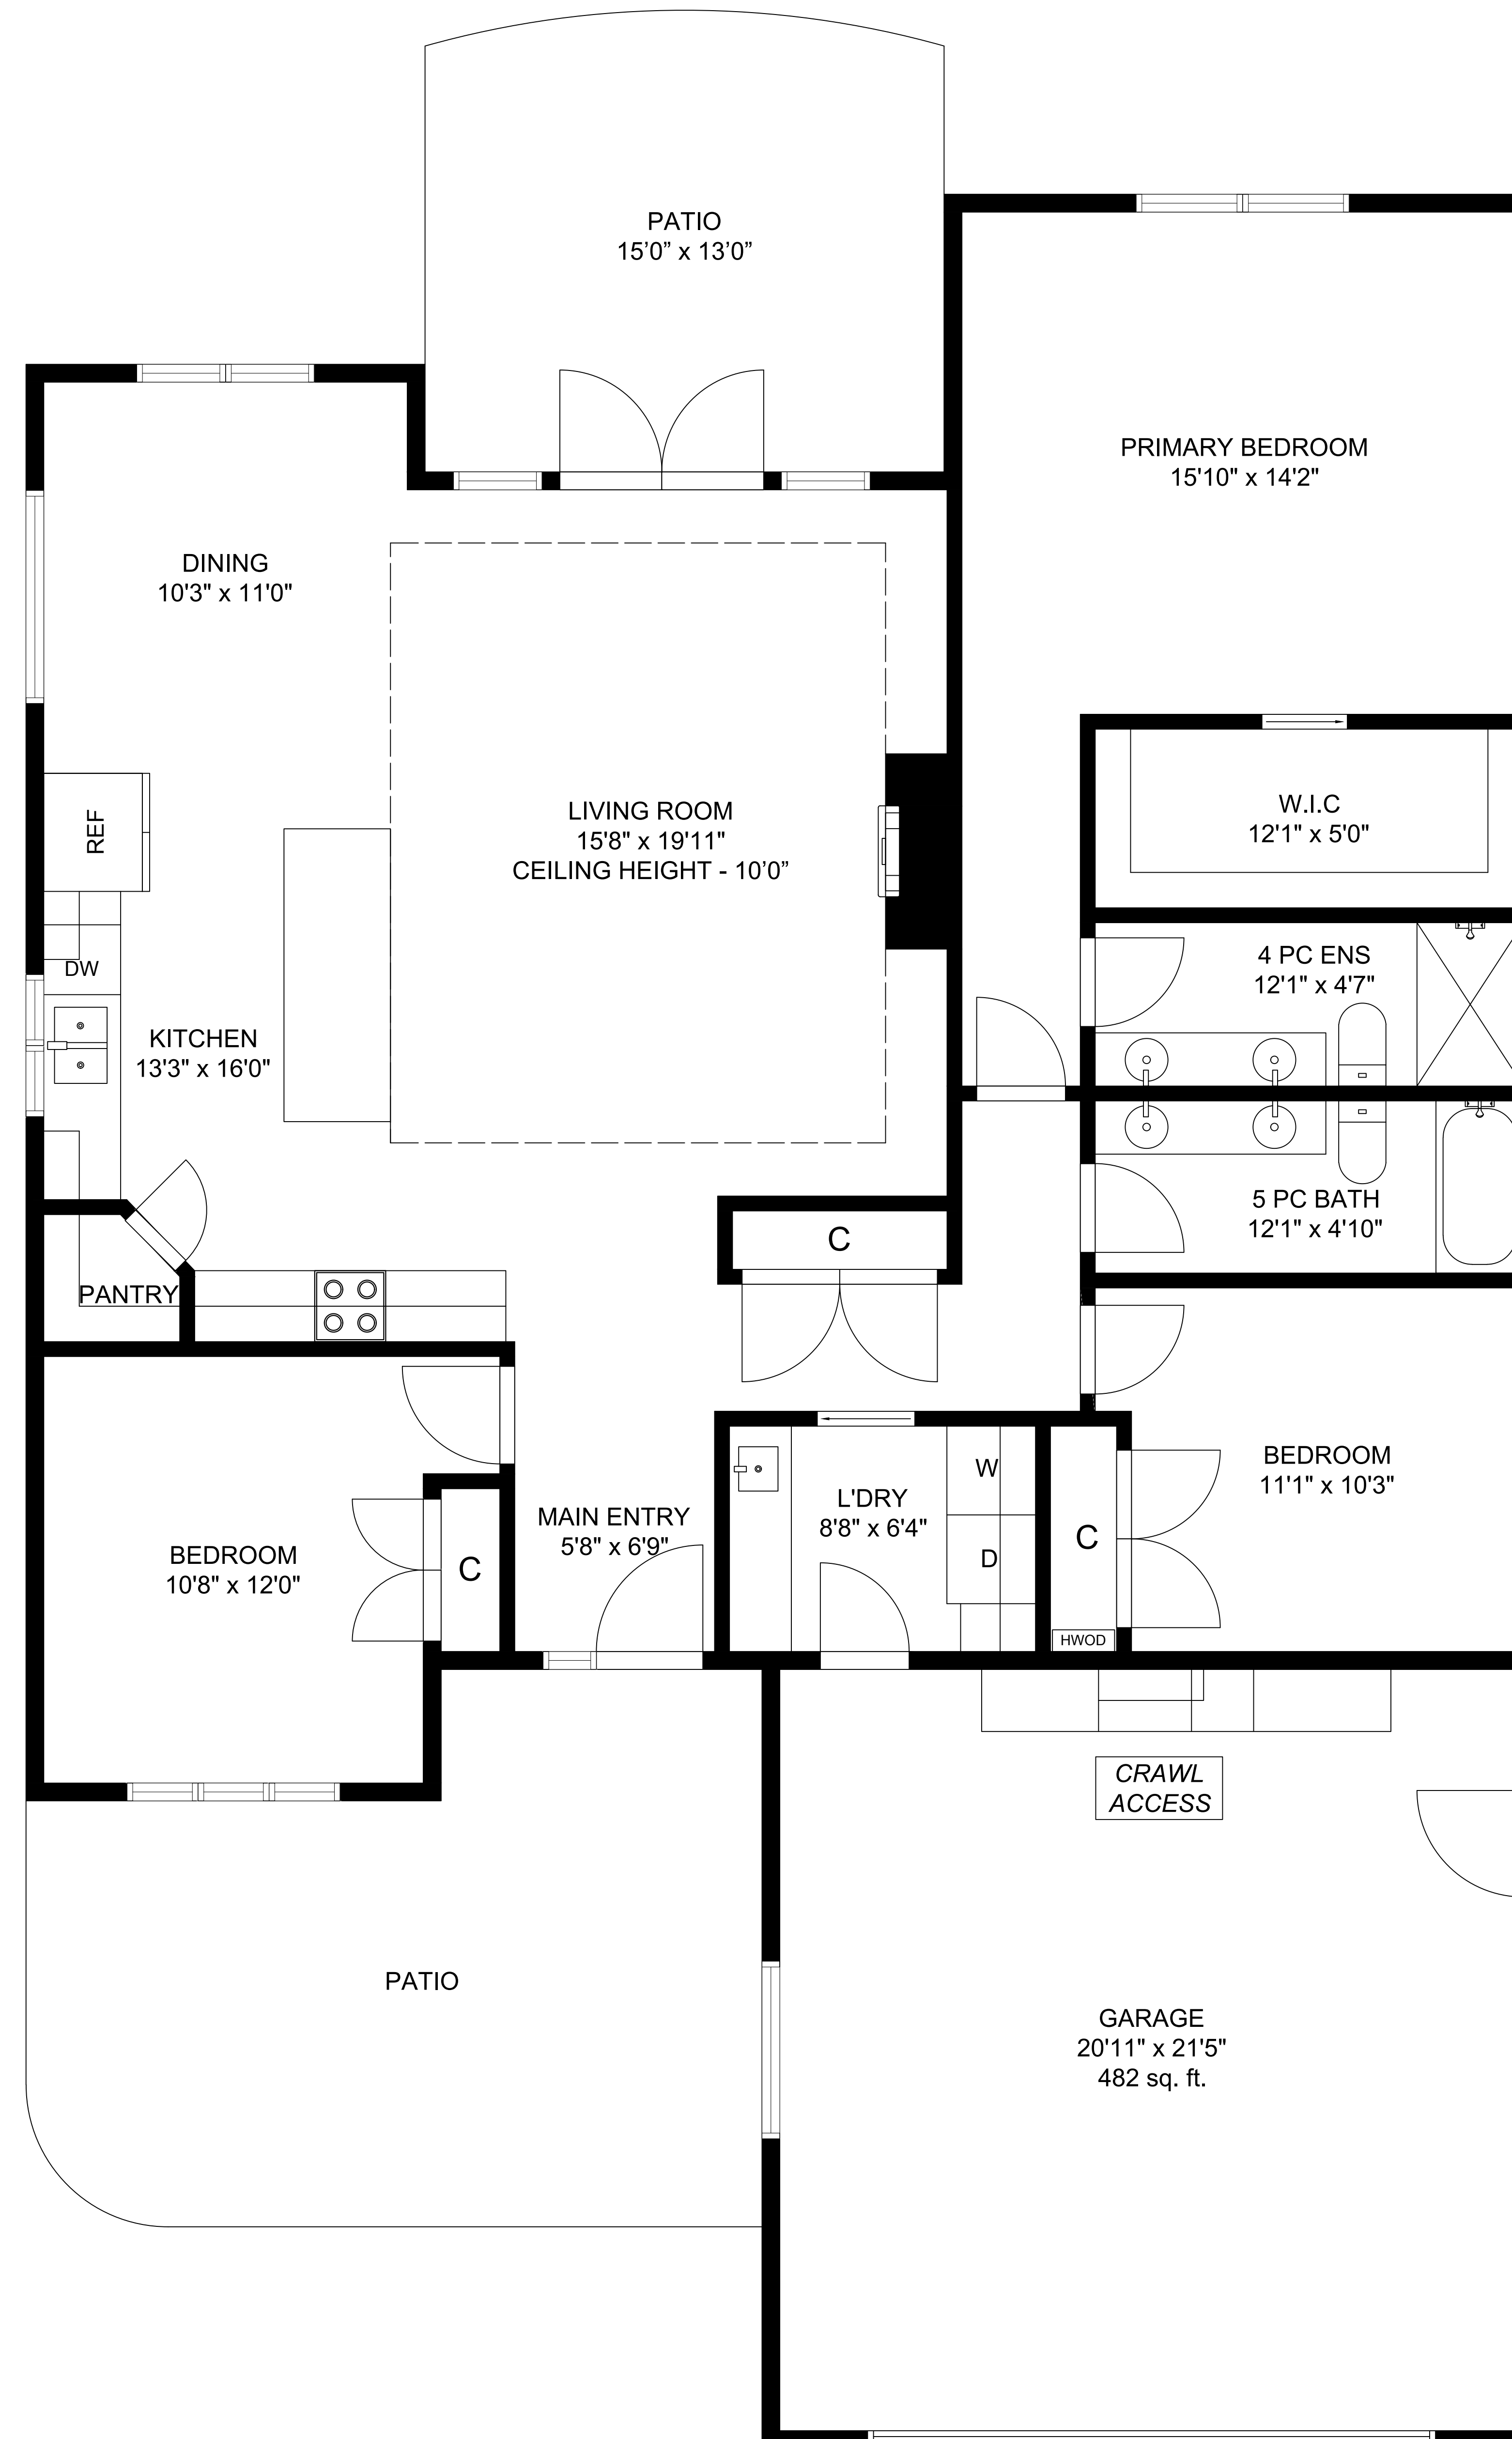 PATIO
15’0” x 13’0”
PRIMARY BEDROOM
15'10" x 14'2"
DINING
10'3" x 11'0"
REF
LIVING ROOM
15'8" x 19'11"
CEILING HEIGHT - 10’0”
W.I.C
12'1" x 5'0"
DW
4 PC ENS
12'1" x 4'7"
KITCHEN
13'3" x 16'0"
5 PC BATH
12'1" x 4'10"
C
PANTRY
BEDROOM
11'1" x 10'3"
W
L'DRY
8'8" x 6'4"
D
C
HWOD
MAIN ENTRY
5'8" x 6'9"
BEDROOM
10'8" x 12'0"
C
CRAWL
ACCESS
PATIO
GARAGE
20'11" x 21'5"
482 sq. ft.